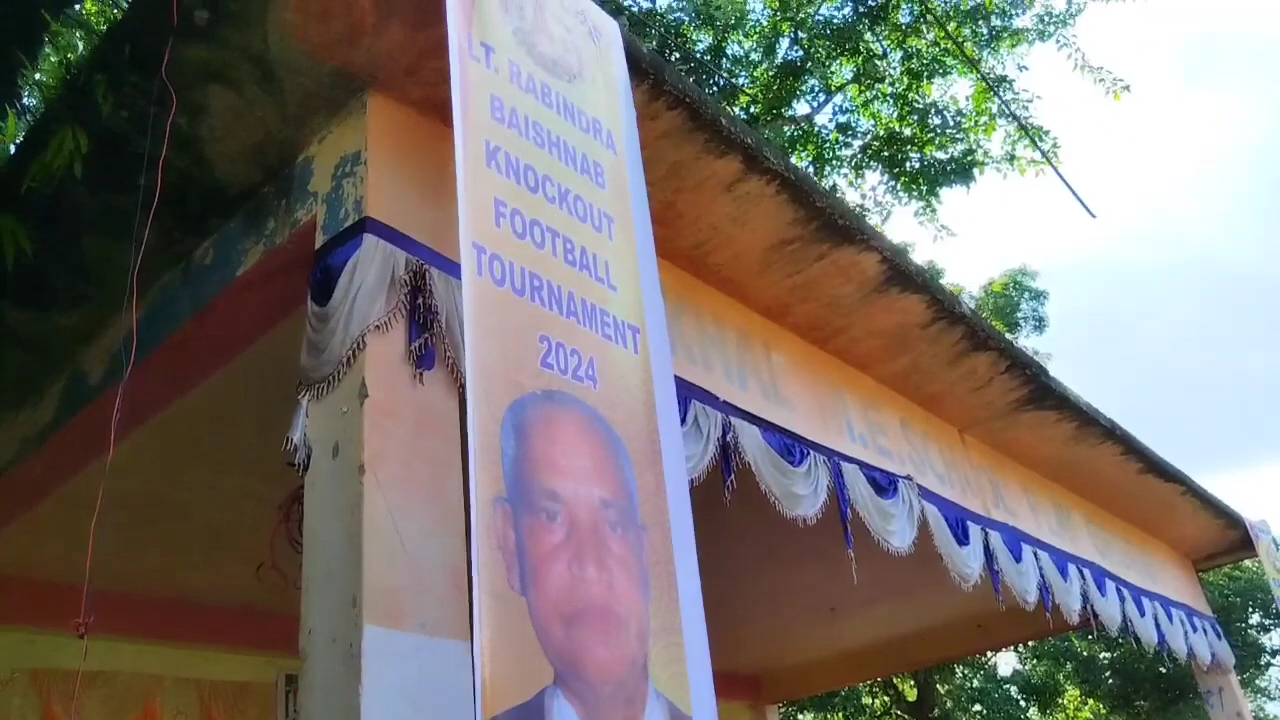 LT. RABINDRA
BAISHNAB
KNOCKOUT
FOOTBALL
TOURNAMENT
2024